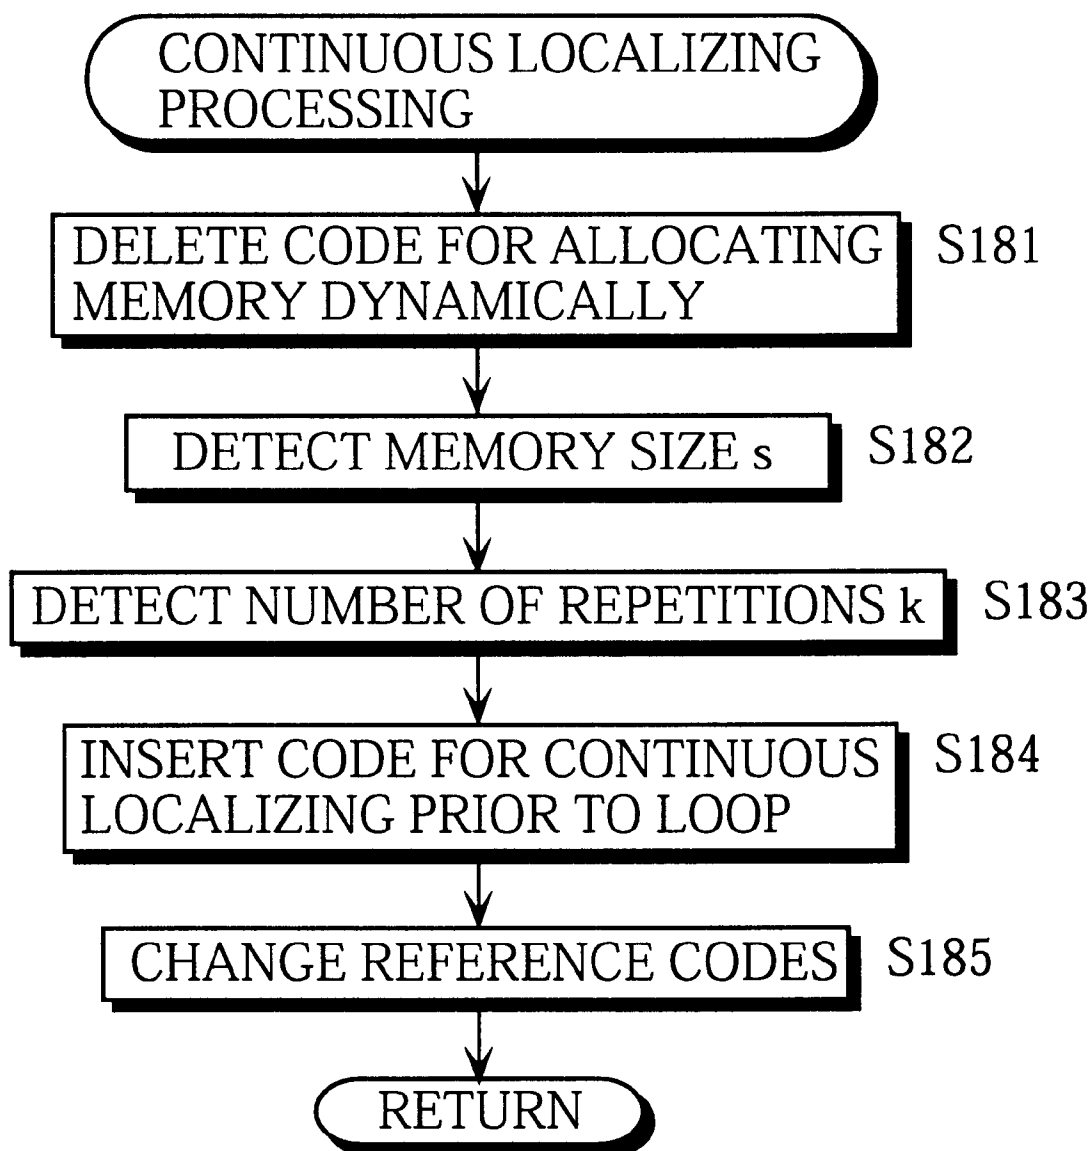 CONTINUOUS LOCALIZING
PROCESSING
DELETE CODE FOR ALLOCATING
MEMORY DYNAMICALLY
S181
DETECT MEMORY SIZE s
S182
DETECT NUMBER OF REPETITIONS k
S183
INSERT CODE FOR CONTINUOUS
LOCALIZING PRIOR TO LOOP
S184
CHANGE REFERENCE CODES
S185
RETURN